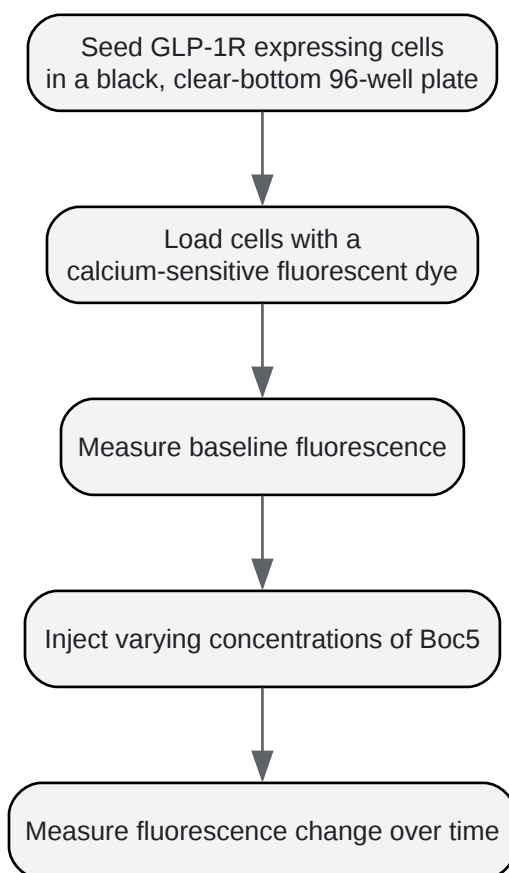 Seed GLP-1R expressing cells
in a black, clear-bottom 96-well plate
Load cells with a
calcium-sensitive fluorescent dye
Measure baseline fluorescence
Inject varying concentrations of Boc5
Measure fluorescence change over time